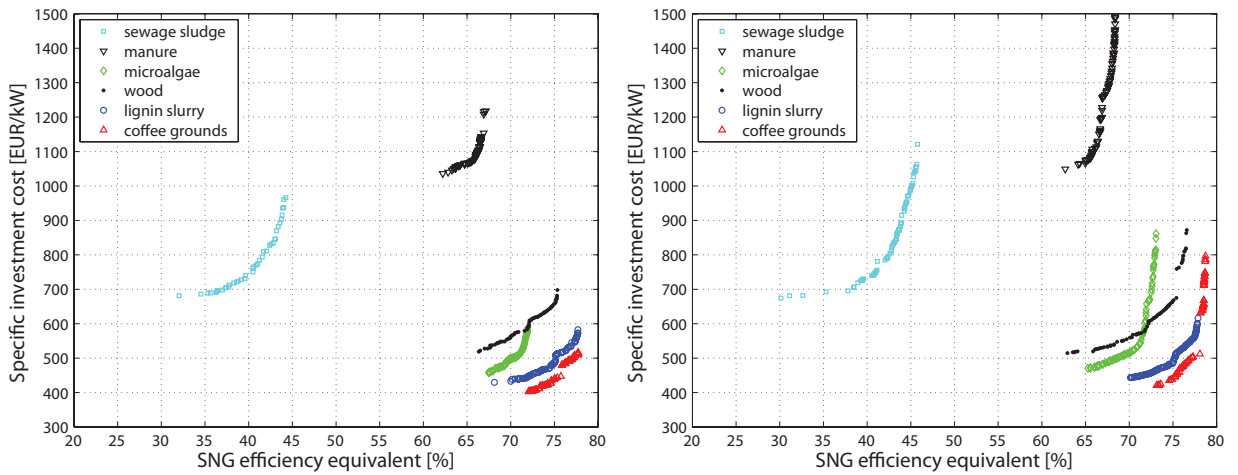 1500
1400
1300
1200
1100
1000
900
800
700
600
500
400
300
Specific investment cost [EUR/kW]
sewage sludge
manure
microalgae
wood
lignin slurry
coffee grounds
20 25 30 35 40 45 50 55 60 65 70 75 80
SNG efficiency equivalent [%]
1500
1400
1300
1200
1100
1000
900
800
700
600
500
400
300
Specific investment cost [EUR/kW]
sewage sludge
manure
microalgae
wood
lignin slurry
coffee grounds
20 25 30 35 40 45 50 55 60 65 70 75 80
SNG efficiency equivalent [%]